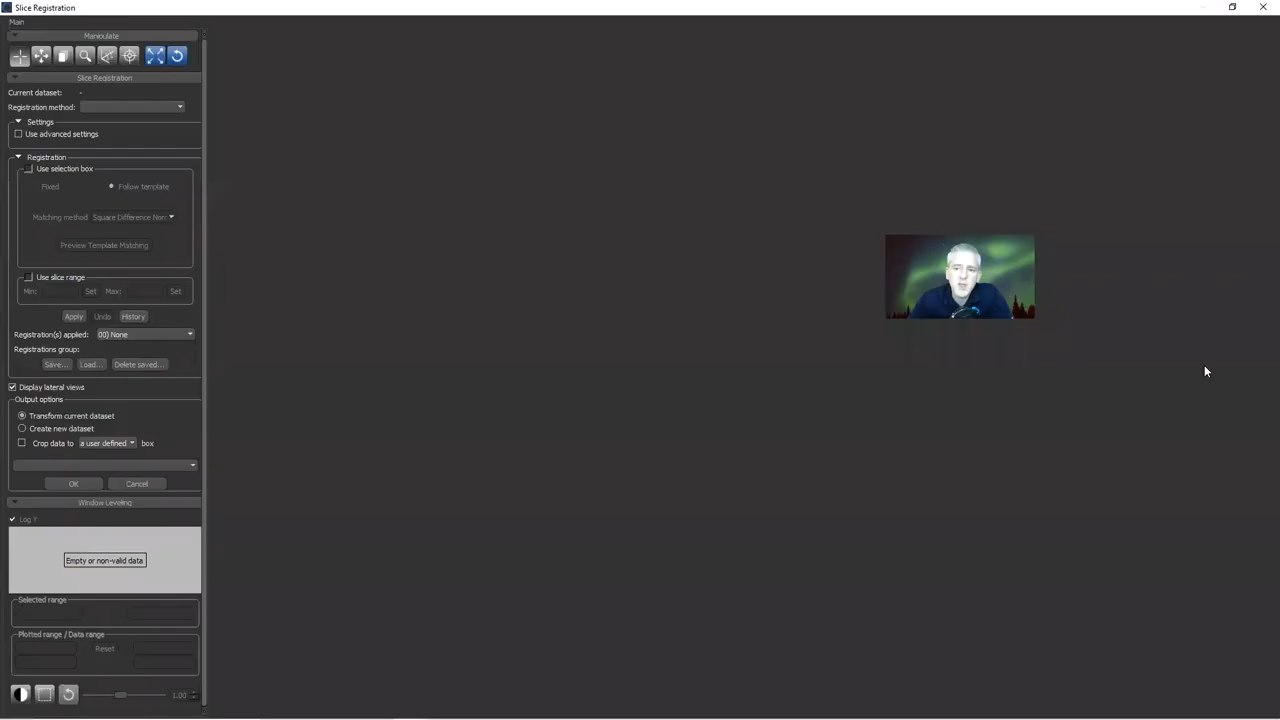 Slice Registration
Main
Manipulate
Slice Registration
Current dataset: -
Registration method:
Settings
Use advanced settings
Registration
Use selection box
Fixed Follow template
Matching method Square Difference Nor
Preview Template Matching
Use slice range
Min: Set Max: Set
Apply Undo History
Registration(s) applied: 00) None
Registrations group:
Save... Load... Delete saved...
Display lateral views
Output options
Transform current dataset
Create new dataset
Crop data to a user defined box
OK Cancel
Window Leveling
Log Y
Empty or non-valid data
Selected range
Plotted range / Data range
Reset
1.00